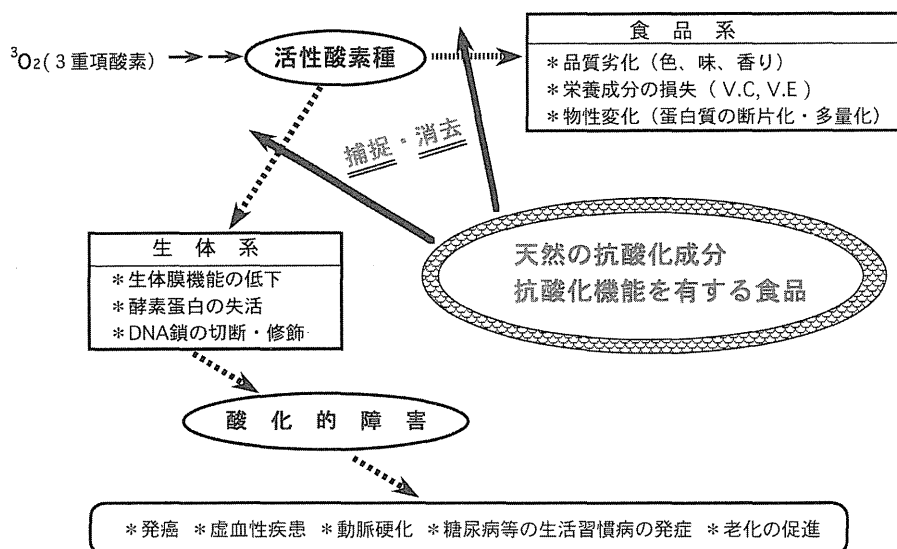 ³O₂(３重項酸素)
活性酸素種
食品系
＊品質劣化（色、味、香り）
＊栄養成分の損失（V.C, V.E）
＊物性変化（蛋白質の断片化・多量化）
捕捉・消去
天然の抗酸化成分
抗酸化機能を有する食品
生体系
＊生体膜機能の低下
＊酵素蛋白の失活
＊DNA鎖の切断・修飾
酸化的障害
＊発癌 ＊虚血性疾患 ＊動脈硬化 ＊糖尿病等の生活習慣病の発症 ＊老化の促進